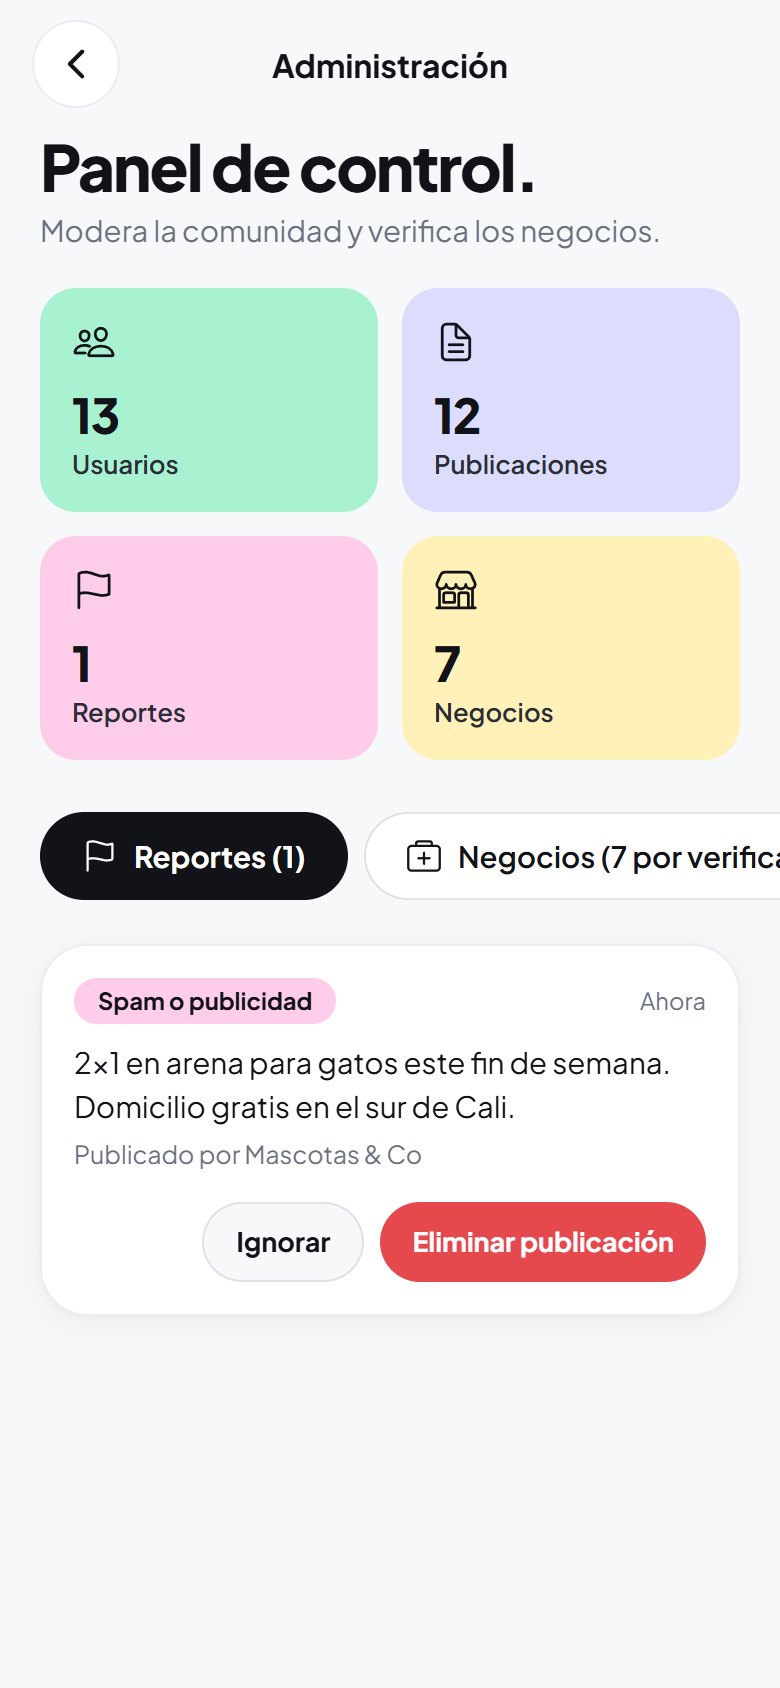 Administración
Panel de control.
Modera la comunidad y verifica los negocios.
13
Usuarios
12
Publicaciones
1
Reportes
7
Negocios
Reportes (1)
Negocios (7 por verifica
Spam o publicidad
Ahora
2×1 en arena para gatos este fin de semana.
Domicilio gratis en el sur de Cali.
Publicado por Mascotas & Co
Ignorar
Eliminar publicación